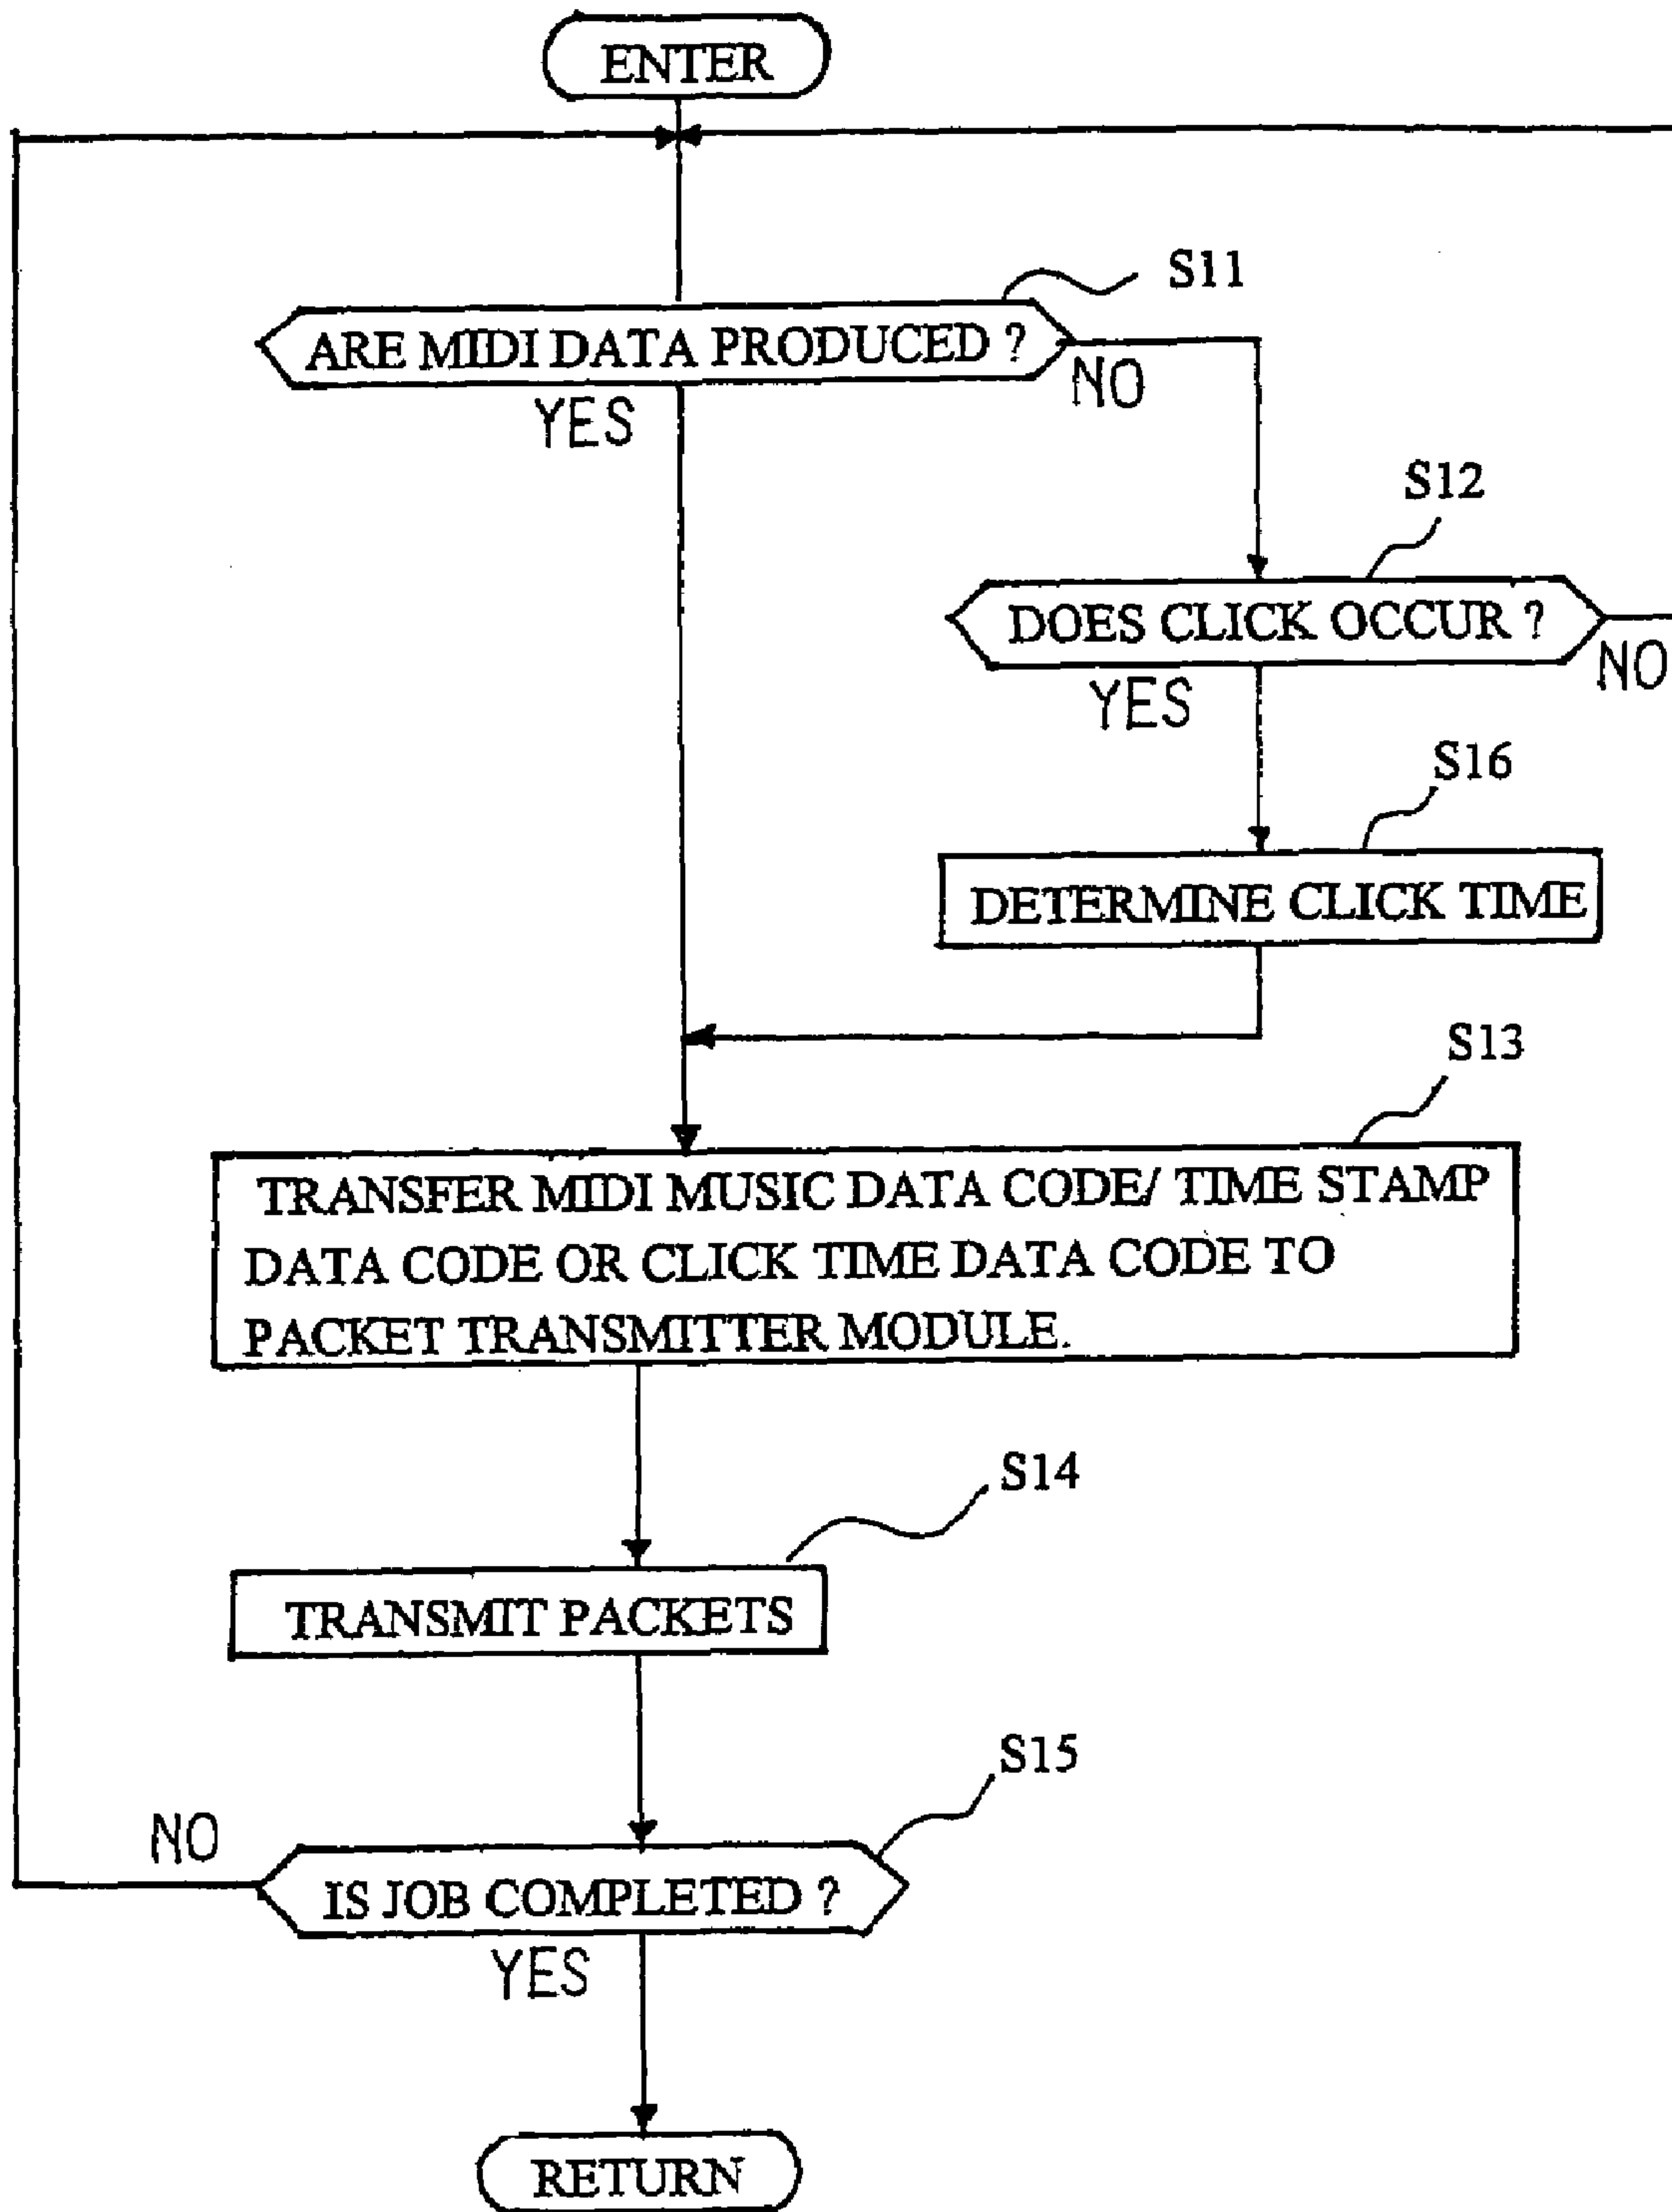 ENTER
S11
ARE MIDI DATA PRODUCED ?
YES
NO
S12
DOES CLICK OCCUR ?
YES
NO
S16
DETERMINE CLICK TIME
S13
TRANSFER MIDI MUSIC DATA CODE/ TIME STAMP
DATA CODE OR CLICK TIME DATA CODE TO
PACKET TRANSMITTER MODULE.
S14
TRANSMIT PACKETS
S15
NO
IS JOB COMPLETED ?
YES
RETURN